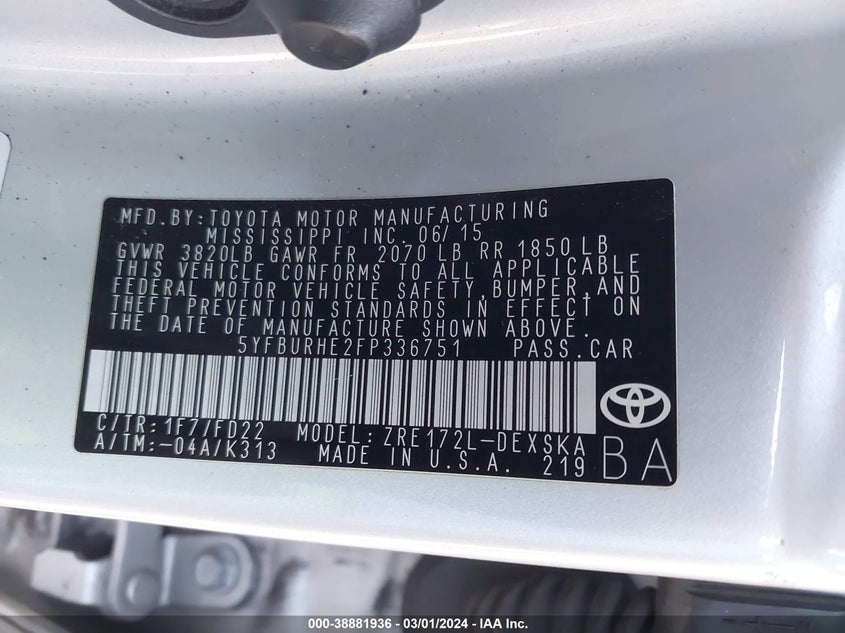 MFD.BY:TOYOTA MOTOR MANUFACTURING
MISSISSIPPI INC. 06/15
GVWR 3820LB GAWR FR 2070 LB RR 1850 LB
THIS VEHICLE CONFORMS TO ALL APPLICABLE
FEDERAL MOTOR VEHICLE SAFETY,BUMPER,AND
THEFT PREVENTION STANDARDS IN EFFECT ON
THE DATE OF MANUFACTURE SHOWN ABOVE.
5YFBURHE2FP336751 PASS.CAR
C/TR:1F7/FD22 MODEL:ZRE172L-DEXSKA
A/TM:-04A/K313 MADE IN U.S.A. 219 BA
000-38881936 - 03/01/2024 - IAA Inc.